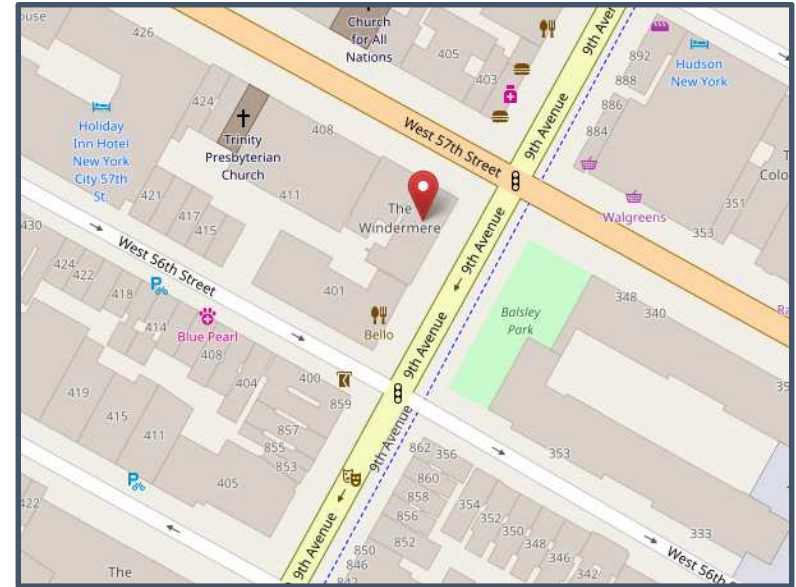 426
Church
for All
Nations
405
403
9th Aven
892
888
886
884
Hudson
New York
424
Holiday
Inn Hotel
New York
City 57th
St.
Trinity
Presbyterian
Church
408
West 57th Street
9th Avenue
Walgreens
351
353
421
417
415
411
The
Windermere
9th Avenue
430
424
422
418
414
408
404
400
West 56th Street
Blue Pearl
401
Bello
Balsley
Park
348
340
9th Avenue
859
857
855
853
419
415
411
405
9th Avenue
862
356
860
858
856
852
850
846
354
352
350
348
346
342
353
333
West 56th
9th Avenue
The